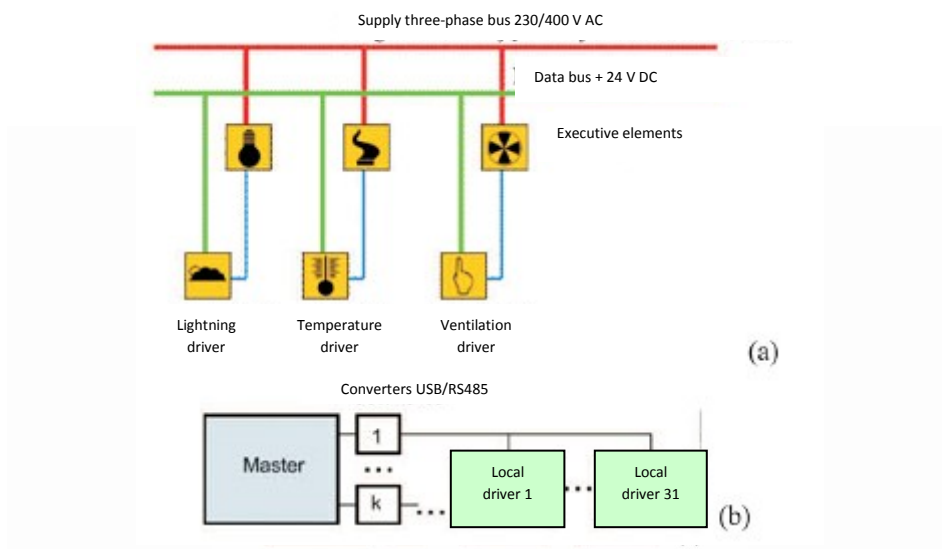 Supply three-phase bus 230/400 V AC
Data bus + 24 V DC
Executive elements
Lightning
driver
Temperature
driver
Ventilation
driver
(a)
Converters USB/RS485
Master
1
...
k
...
Local
driver 1
...
Local
driver 31
(b)